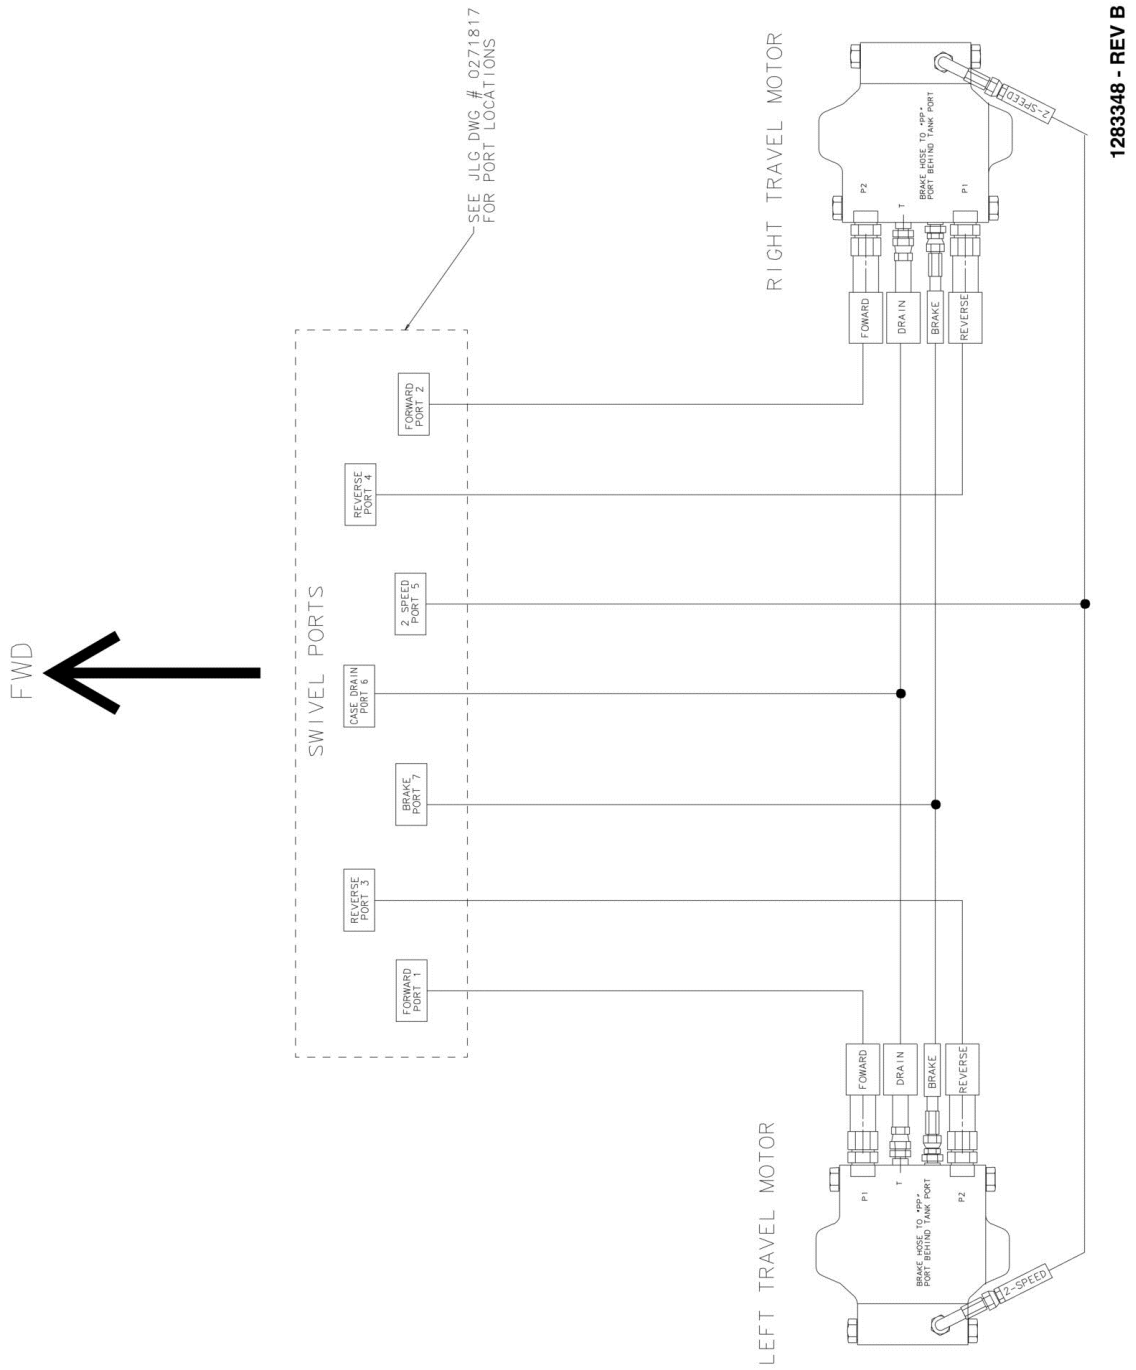 FWD
SWIVEL PORTS
FORWARD
PORT 1
REVERSE
PORT 3
BRAKE
PORT 7
CASE DRAIN
PORT 6
2 SPEED
PORT 5
REVERSE
PORT 4
FORWARD
PORT 2
SEE JLG DWG # 0271817
FOR PORT LOCATIONS
LEFT TRAVEL MOTOR
FOWARD
DRAIN
BRAKE
REVERSE
P1
T
BRAKE HOSE TO "PP"
PORT BEHIND TANK PORT
P2
2-SPEED
RIGHT TRAVEL MOTOR
FOWARD
DRAIN
BRAKE
REVERSE
P2
T
BRAKE HOSE TO "PP"
PORT BEHIND TANK PORT
P1
2-SPEED
1283348 - REV B